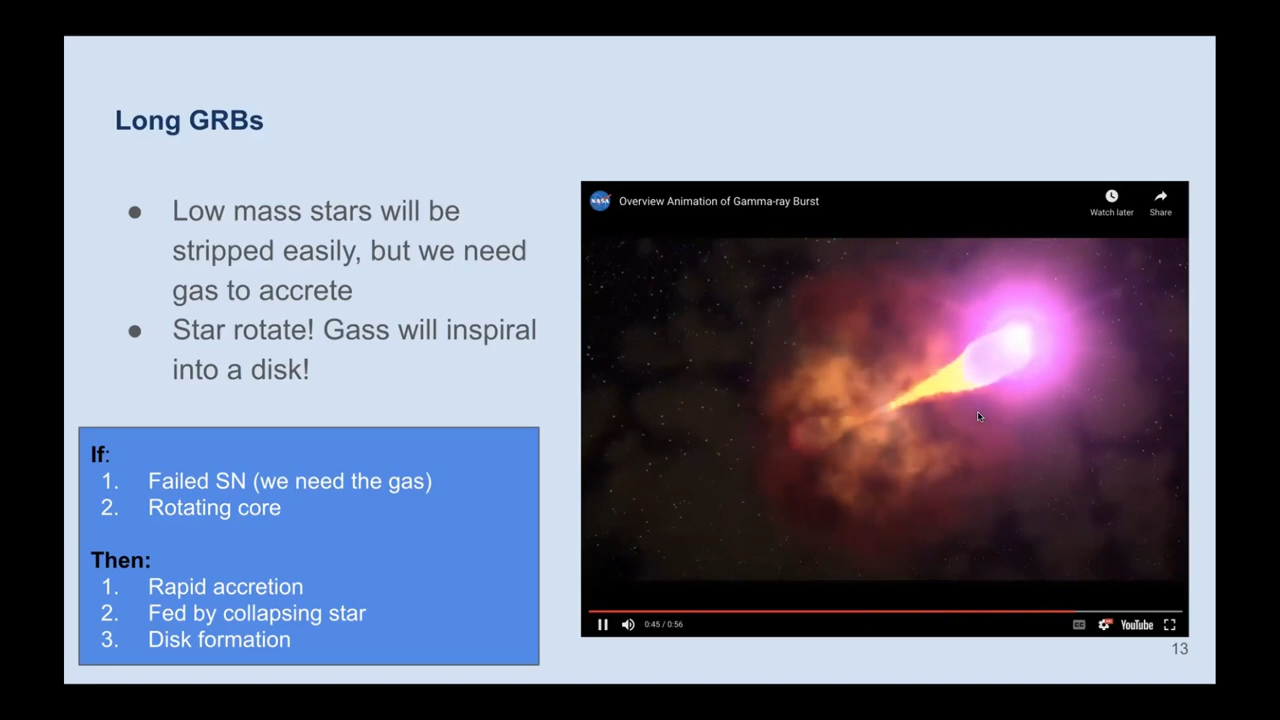 Long GRBs
● Low mass stars will be
stripped easily, but we need
gas to accrete
● Star rotate! Gass will inspiral
into a disk!
If:
1. Failed SN (we need the gas)
2. Rotating core
Then:
1. Rapid accretion
2. Fed by collapsing star
3. Disk formation
NASA
Overview Animation of Gamma-ray Burst
Watch later
Share
0:45 / 0:56
CC
YouTube
13